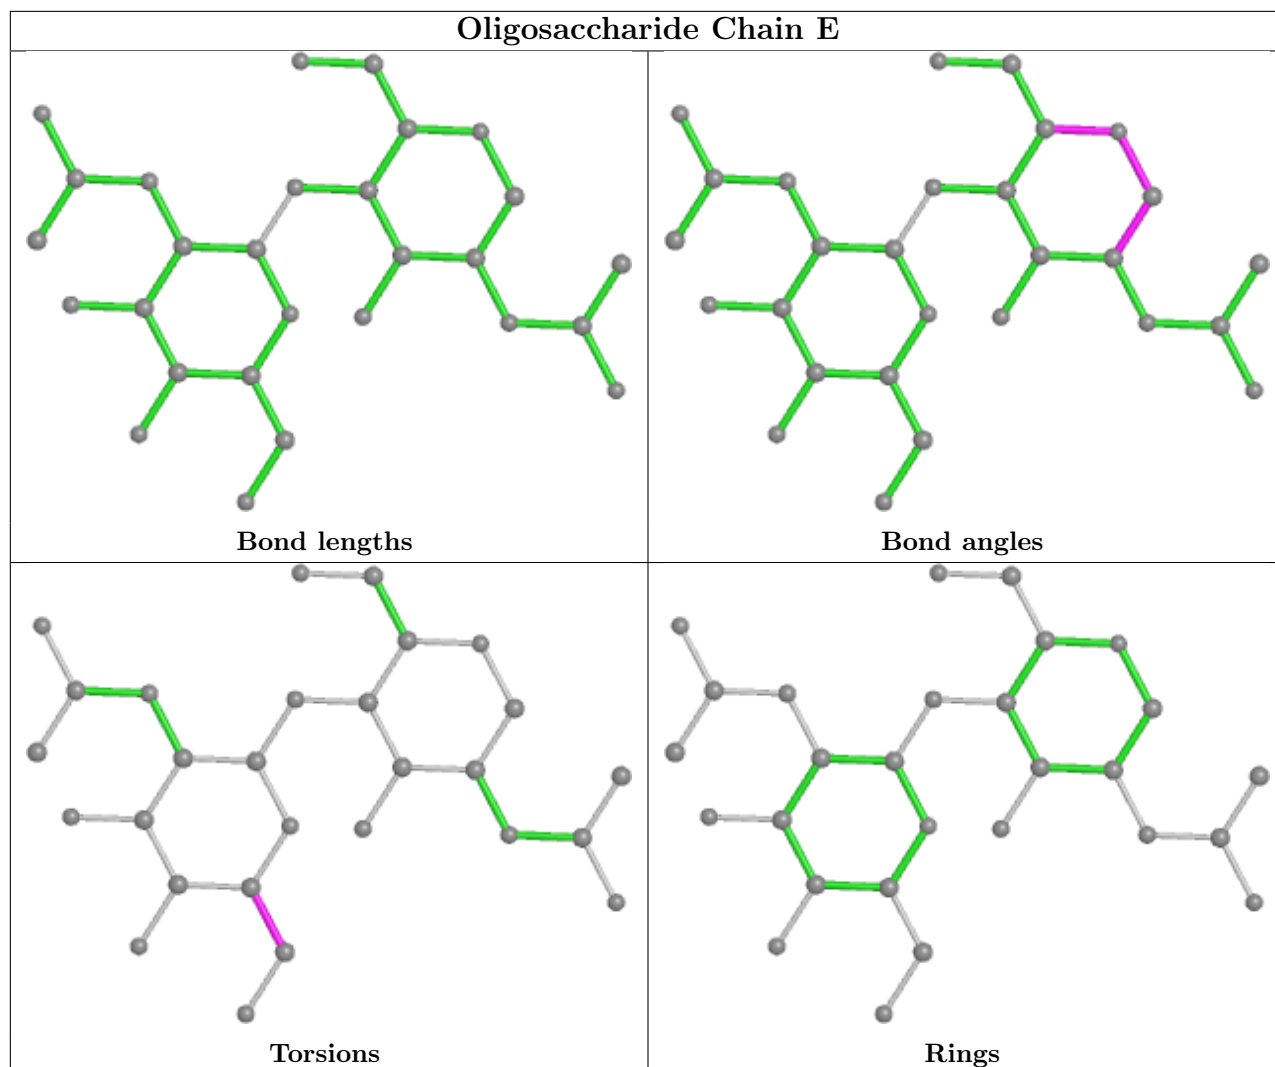 Oligosaccharide Chain E
Bond lengths
Bond angles
Torsions
Rings